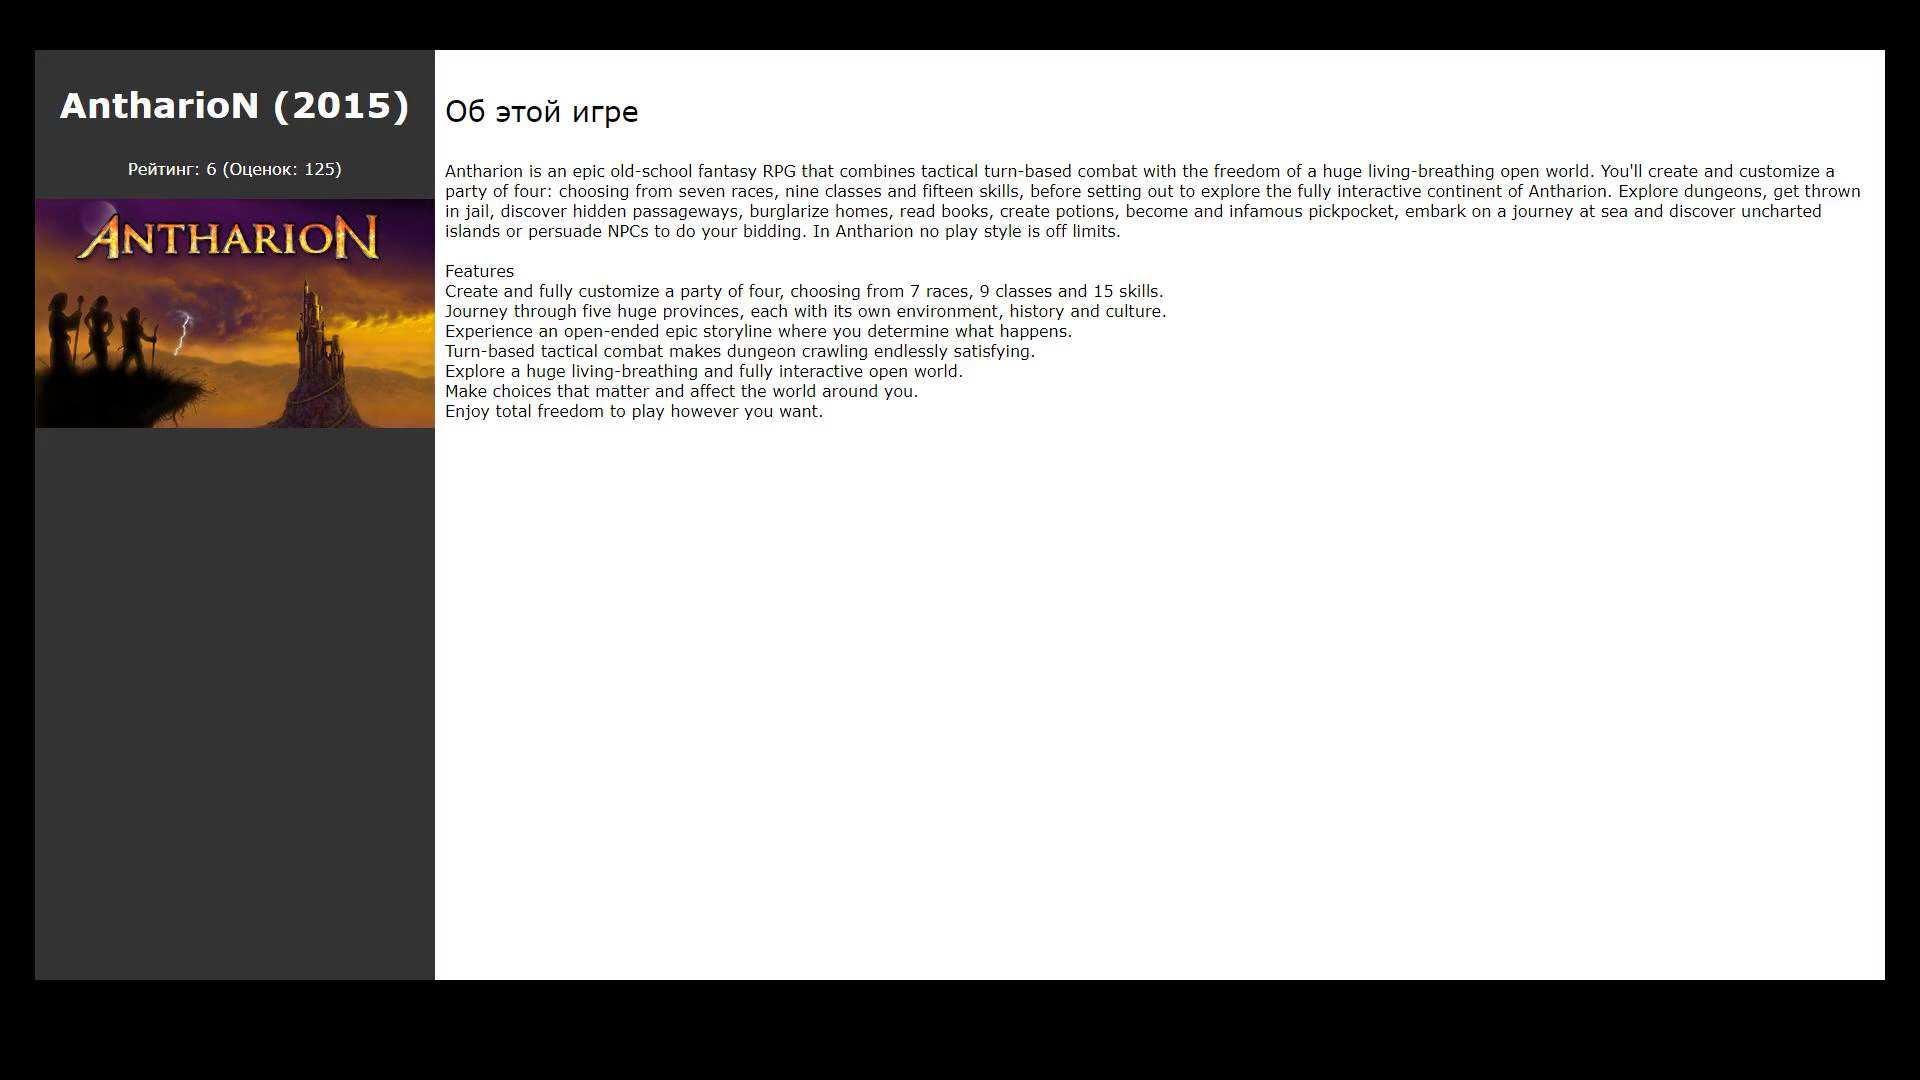 AntharioN (2015)
Рейтинг: 6 (Оценок: 125)
ANTHARION
Об этой игре
Antharion is an epic old-school fantasy RPG that combines tactical turn-based combat with the freedom of a huge living-breathing open world. You'll create and customize a
party of four: choosing from seven races, nine classes and fifteen skills, before setting out to explore the fully interactive continent of Antharion. Explore dungeons, get thrown
in jail, discover hidden passageways, burglarize homes, read books, create potions, become and infamous pickpocket, embark on a journey at sea and discover uncharted
islands or persuade NPCs to do your bidding. In Antharion no play style is off limits.
Features
Create and fully customize a party of four, choosing from 7 races, 9 classes and 15 skills.
Journey through five huge provinces, each with its own environment, history and culture.
Experience an open-ended epic storyline where you determine what happens.
Turn-based tactical combat makes dungeon crawling endlessly satisfying.
Explore a huge living-breathing and fully interactive open world.
Make choices that matter and affect the world around you.
Enjoy total freedom to play however you want.